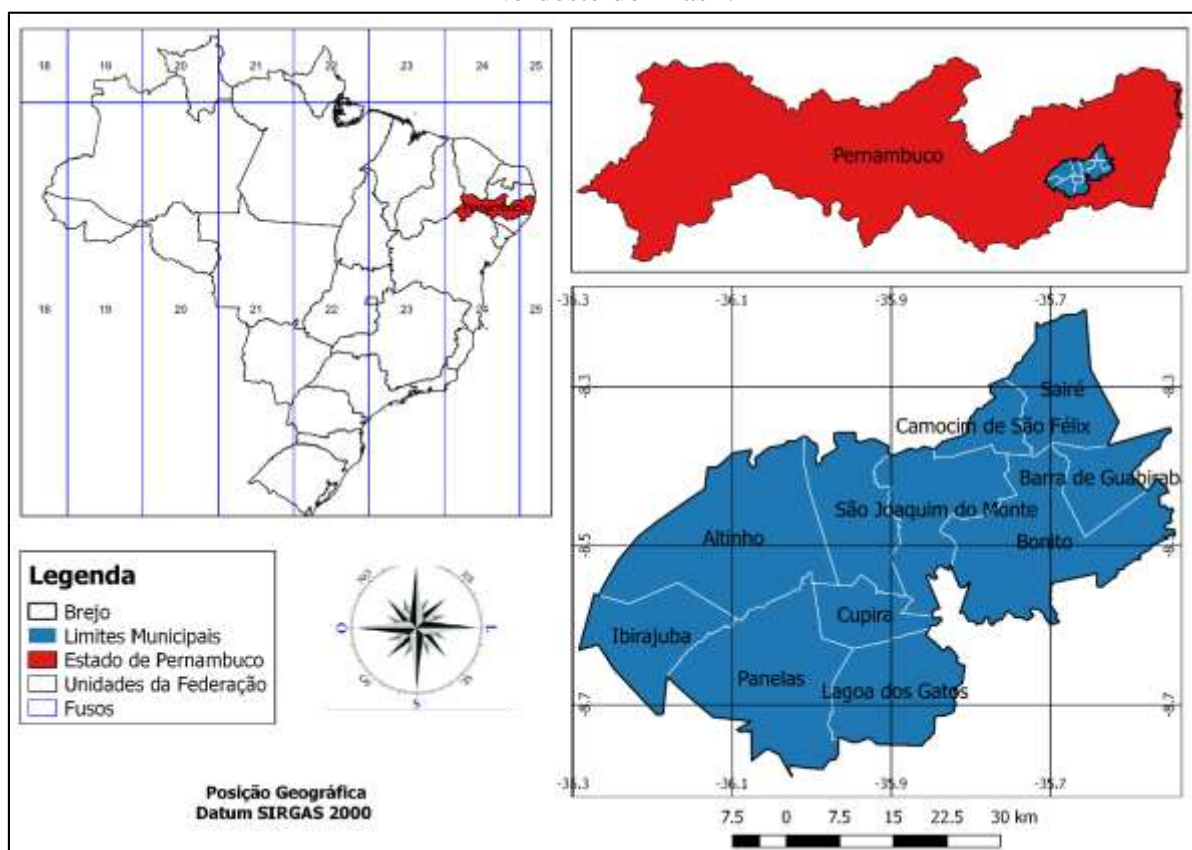 18 19 20 21 22 23 24 25
18 19 20 21 22 23 24 25
Pernambuco
-35.3 -36.1 -35.9 -35.7
-8.3 -8.3
Sairé
Camocim de São Félix
Barra de Guabirab
São Joaquim do Monte
Altinho
Bonito
-8.5 -8.5
Cupira
Ibirajuba
Panelas
Lagoa dos Gatos
-8.7 -8.7
-35.3 -36.1 -35.9 -35.7
7.5 0 7.5 15 22.5 30 km
Legenda
Brejo
Limites Municipais
Estado de Pernambuco
Unidades da Federação
Fusos
O L
S
Posição Geográfica
Datum SIRGAS 2000